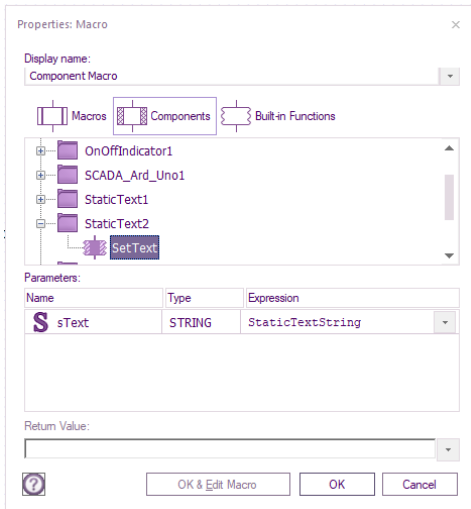 Properties: Macro
Display name:
Component Macro
Macros Components Built-in Functions
OnOffIndicator1
SCADA_Ard_Uno1
StaticText1
StaticText2
SetText
Parameters:
Name Type Expression
S sText STRING StaticTextString
Return Value:
? OK & Edit Macro OK Cancel